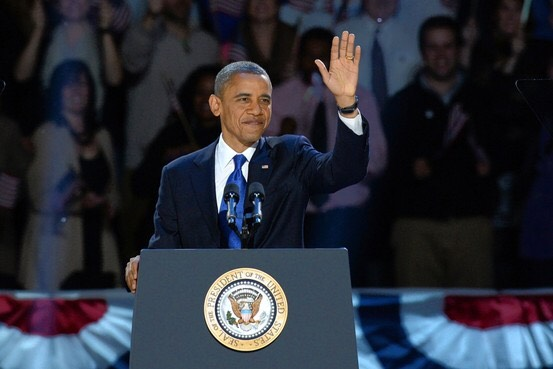 SEAL OF THE PRESIDENT OF THE UNITED STATES